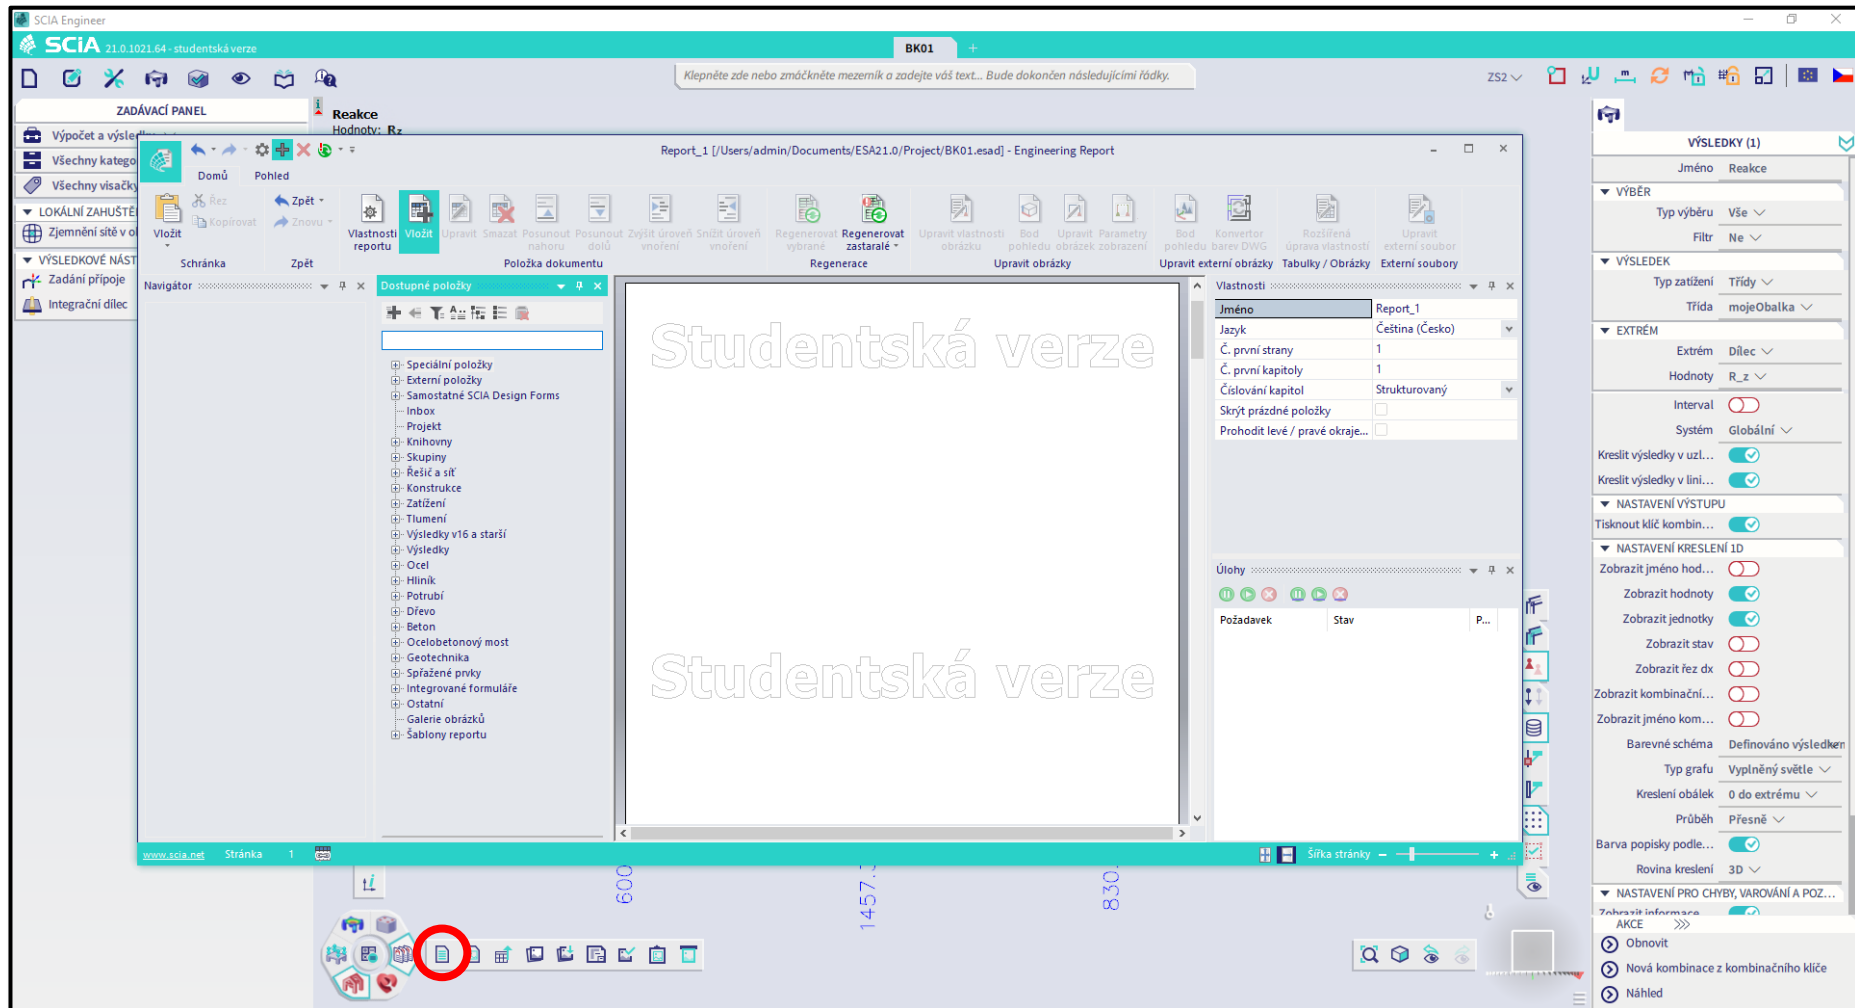 SCIA Engineer
SCiA 21.0.1021.64 - studentská verze
BK01 +
Klepněte zde nebo zmáčkněte mezerník a zadejte váš text... Bude dokončen následujícími řádky.
ZS2
ZADÁVACÍ PANEL
Výpočet a výsle
Všechny katego
Všechny visačky
LOKÁLNÍ ZAHUŠTĚ
Zjemnění sítě v ol
VÝSLEDKOVÉ NÁST
Zadání přípoje
Integrační dílec
Reakce
Hodnoty: Rz
Report_1 [/Users/admin/Documents/ESA21.0/Project/BK01.esad] - Engineering Report
Domů Pohled
Vložit
Řez
Kopírovat
Schránka
Zpět
Znovu
Zpět
Vlastnosti reportu
Vložit
Upravit
Smazat
Posunout nahoru
Posunout dolů
Zvýšit úroveň vnoření
Snížit úroveň vnoření
Položka dokumentu
Regenerovat vybrané
Regenerovat zastaralé
Regenerace
Upravit vlastnosti obrázku
Bod pohledu
Upravit obrázek
Parametry zobrazení
Upravit obrázky
Bod pohledu
Konvertor barev DWG
Upravit externí obrázky
Rozšířená úprava vlastností
Tabulky / Obrázky
Upravit externí soubor
Externí soubory
Navigátor
Dostupné položky
Speciální položky
Externí položky
Samostatné SCIA Design Forms
Inbox
Projekt
Knihovny
Skupiny
Řešič a síť
Konstrukce
Zatížení
Tlumení
Výsledky v16 a starší
Výsledky
Ocel
Hliník
Potrubí
Dřevo
Beton
Ocelobetonový most
Geotechnika
Spřažené prvky
Integrované formuláře
Ostatní
Galerie obrázků
Šablony reportu
Studentská verze
Studentská verze
Vlastnosti
Jméno Report_1
Jazyk Čeština (Česko)
Č. první strany 1
Č. první kapitoly 1
Číslování kapitol Strukturovaný
Skrýt prázdné položky
Prohodit levé / pravé okraje...
Úlohy
Požadavek Stav P...
www.scia.net Stránka 1
Šířka stránky
600
1457.
830.
VÝSLEDKY (1)
Jméno Reakce
VÝBĚR
Typ výběru Vše
Filtr Ne
VÝSLEDEK
Typ zatížení Třídy
Třída mojeObalka
EXTRÉM
Extrém Dílec
Hodnoty R_z
Interval
Systém Globální
Kreslit výsledky v uzl...
Kreslit výsledky v lini...
NASTAVENÍ VÝSTUPU
Tisknout klíč kombin...
NASTAVENÍ KRESLENÍ 1D
Zobrazit jméno hod...
Zobrazit hodnoty
Zobrazit jednotky
Zobrazit stav
Zobrazit řez dx
Zobrazit kombinační...
Zobrazit jméno kom...
Barevné schéma Definováno výsledkem
Typ grafu Vyplněný světle
Kreslení obálek 0 do extrému
Průběh Přesně
Barva popisky podle...
Rovina kreslení 3D
NASTAVENÍ PRO CHYBY, VAROVÁNÍ A POZ...
Zobrazit informace
AKCE >>>
Obnovit
Nová kombinace z kombinačního klíče
Náhled